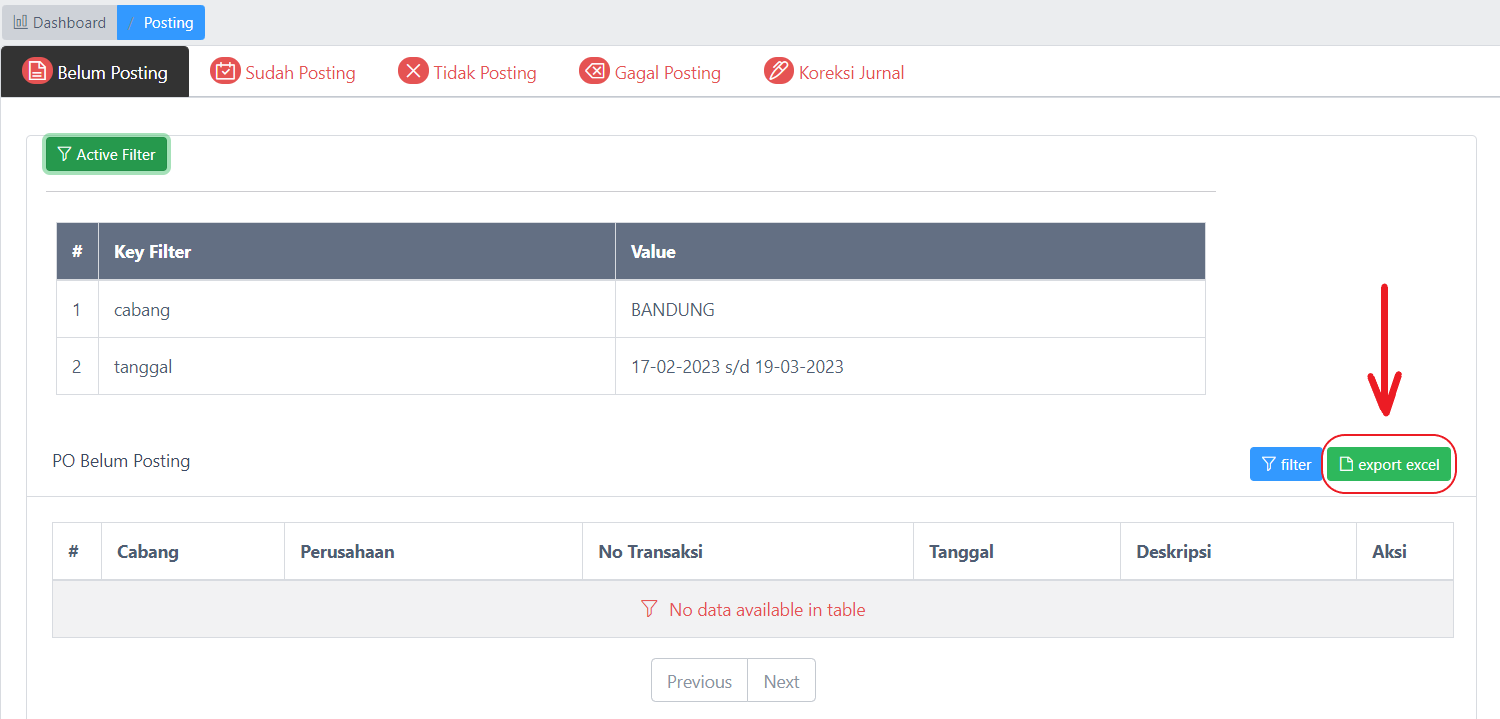 Dashboard / Posting
Belum Posting Sudah Posting Tidak Posting Gagal Posting Koreksi Jurnal
Active Filter
# Key Filter Value
1 cabang BANDUNG
2 tanggal 17-02-2023 s/d 19-03-2023
PO Belum Posting filter export excel
# Cabang Perusahaan No Transaksi Tanggal Deskripsi Aksi
No data available in table
Previous Next